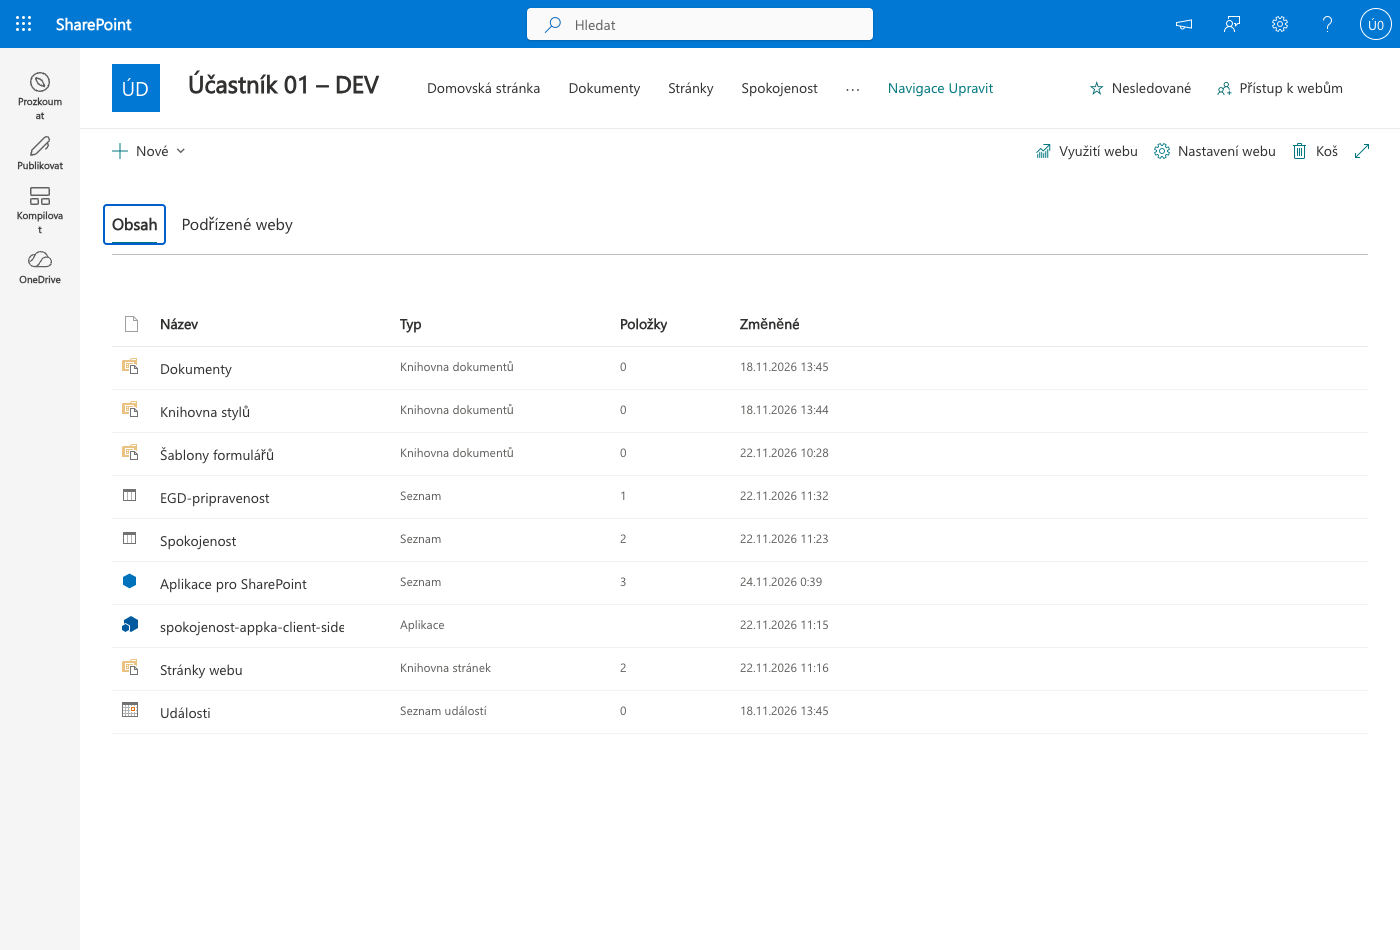 SharePoint
Hledat
Ú0
Prozkoum
at
Publikovat
Kompilova
t
OneDrive
ÚD
Účastník 01 – DEV
Domovská stránka
Dokumenty
Stránky
Spokojenost
...
Navigace Upravit
Nesledované
Přístup k webům
Nové
Využití webu
Nastavení webu
Koš
Obsah
Podřízené weby
Název Typ Položky Změněné
Dokumenty Knihovna dokumentů 0 18.11.2026 13:45
Knihovna stylů Knihovna dokumentů 0 18.11.2026 13:44
Šablony formulářů Knihovna dokumentů 0 22.11.2026 10:28
EGD-pripravenost Seznam 1 22.11.2026 11:32
Spokojenost Seznam 2 22.11.2026 11:23
Aplikace pro SharePoint Seznam 3 24.11.2026 0:39
spokojenost-appka-client-side Aplikace 22.11.2026 11:15
Stránky webu Knihovna stránek 2 22.11.2026 11:16
Události Seznam událostí 0 18.11.2026 13:45